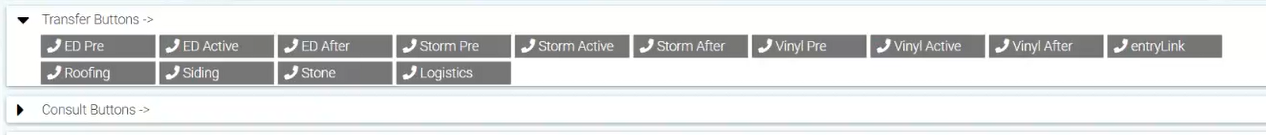 Transfer Buttons ->
ED Pre ED Active ED After Storm Pre Storm Active Storm After Vinyl Pre Vinyl Active Vinyl After entryLink
Roofing Siding Stone Logistics
Consult Buttons ->